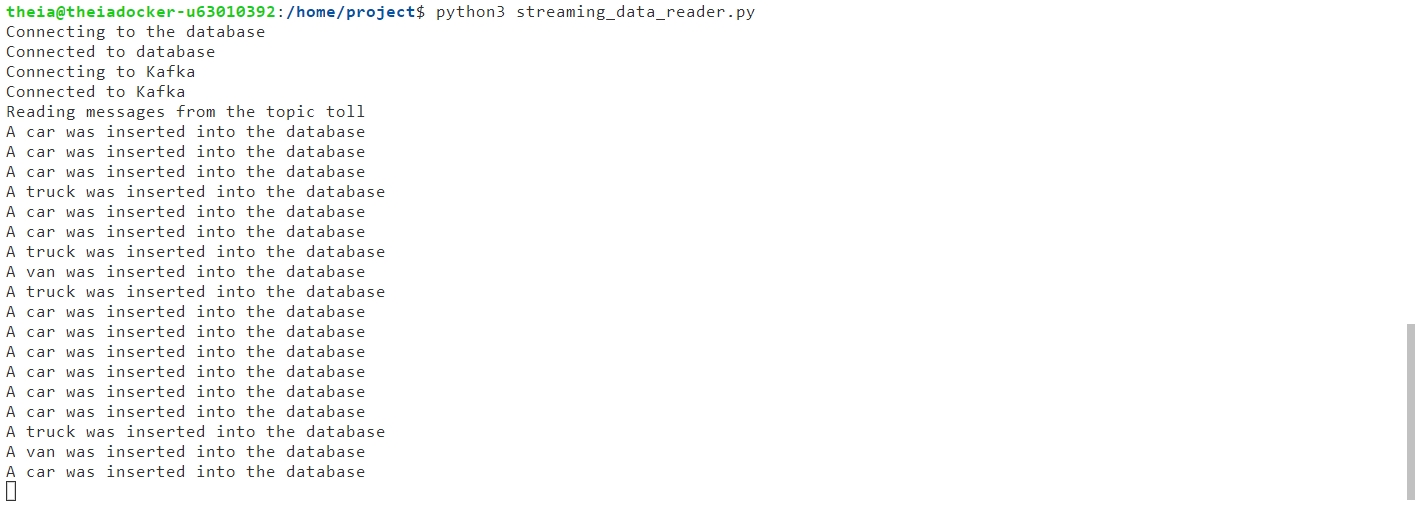 theia@theiadocker-u63010392:/home/project$ python3 streaming_data_reader.py
Connecting to the database
Connected to database
Connecting to Kafka
Connected to Kafka
Reading messages from the topic toll
A car was inserted into the database
A car was inserted into the database
A car was inserted into the database
A truck was inserted into the database
A car was inserted into the database
A car was inserted into the database
A truck was inserted into the database
A van was inserted into the database
A truck was inserted into the database
A car was inserted into the database
A car was inserted into the database
A car was inserted into the database
A car was inserted into the database
A car was inserted into the database
A car was inserted into the database
A truck was inserted into the database
A van was inserted into the database
A car was inserted into the database